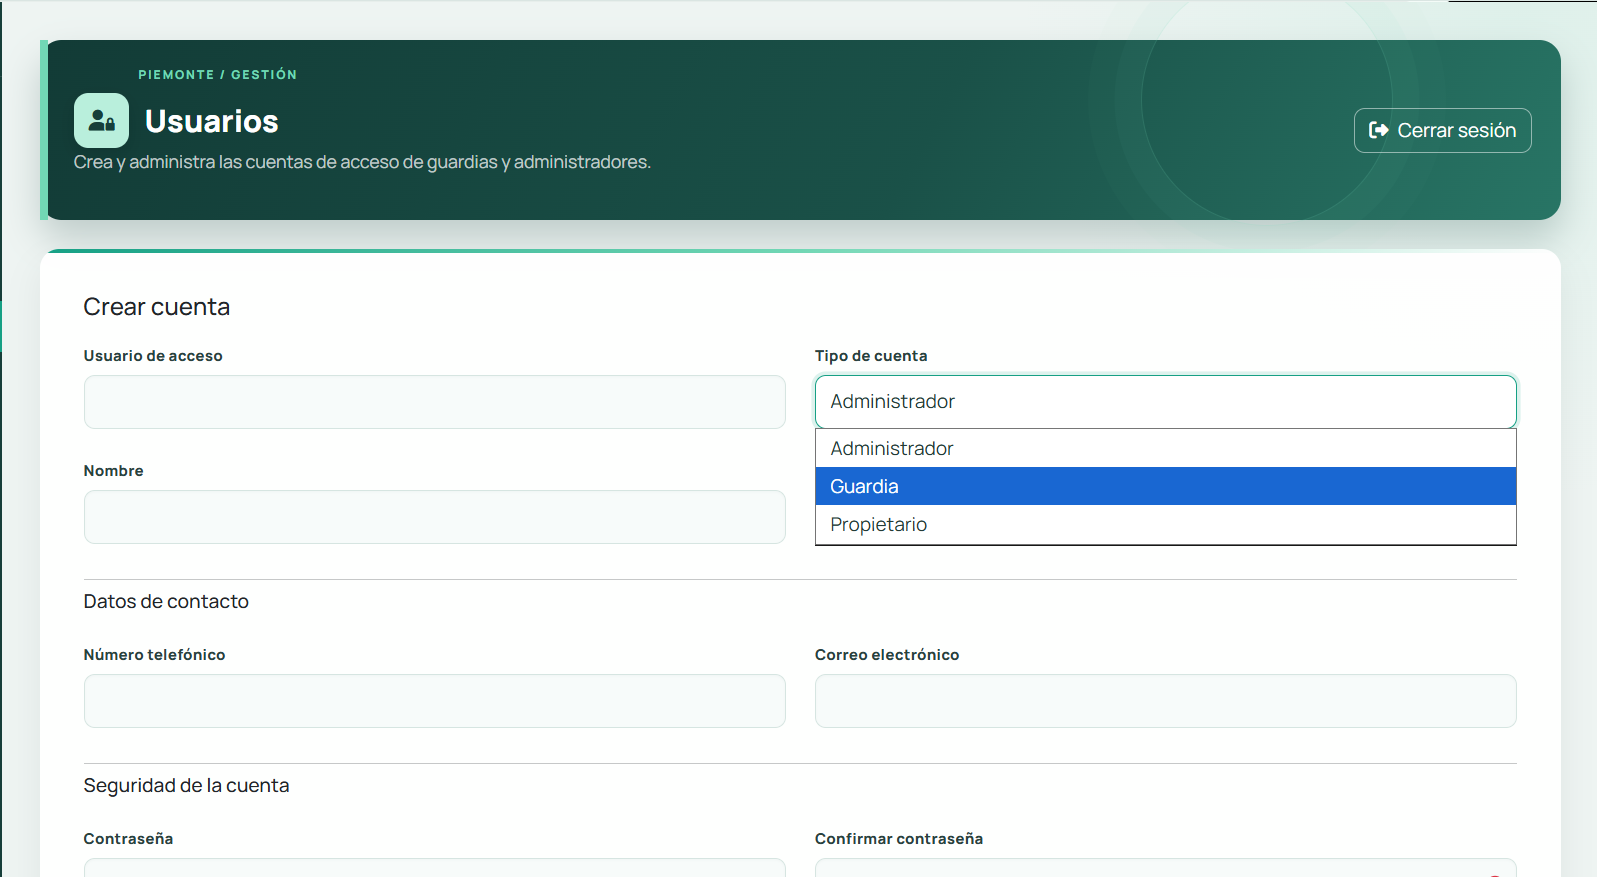 PIEMONTE / GESTIÓN
Usuarios
Crea y administra las cuentas de acceso de guardias y administradores.
Cerrar sesión
Crear cuenta
Usuario de acceso
Tipo de cuenta
Administrador
Administrador
Guardia
Propietario
Nombre
Datos de contacto
Número telefónico
Correo electrónico
Seguridad de la cuenta
Contraseña
Confirmar contraseña